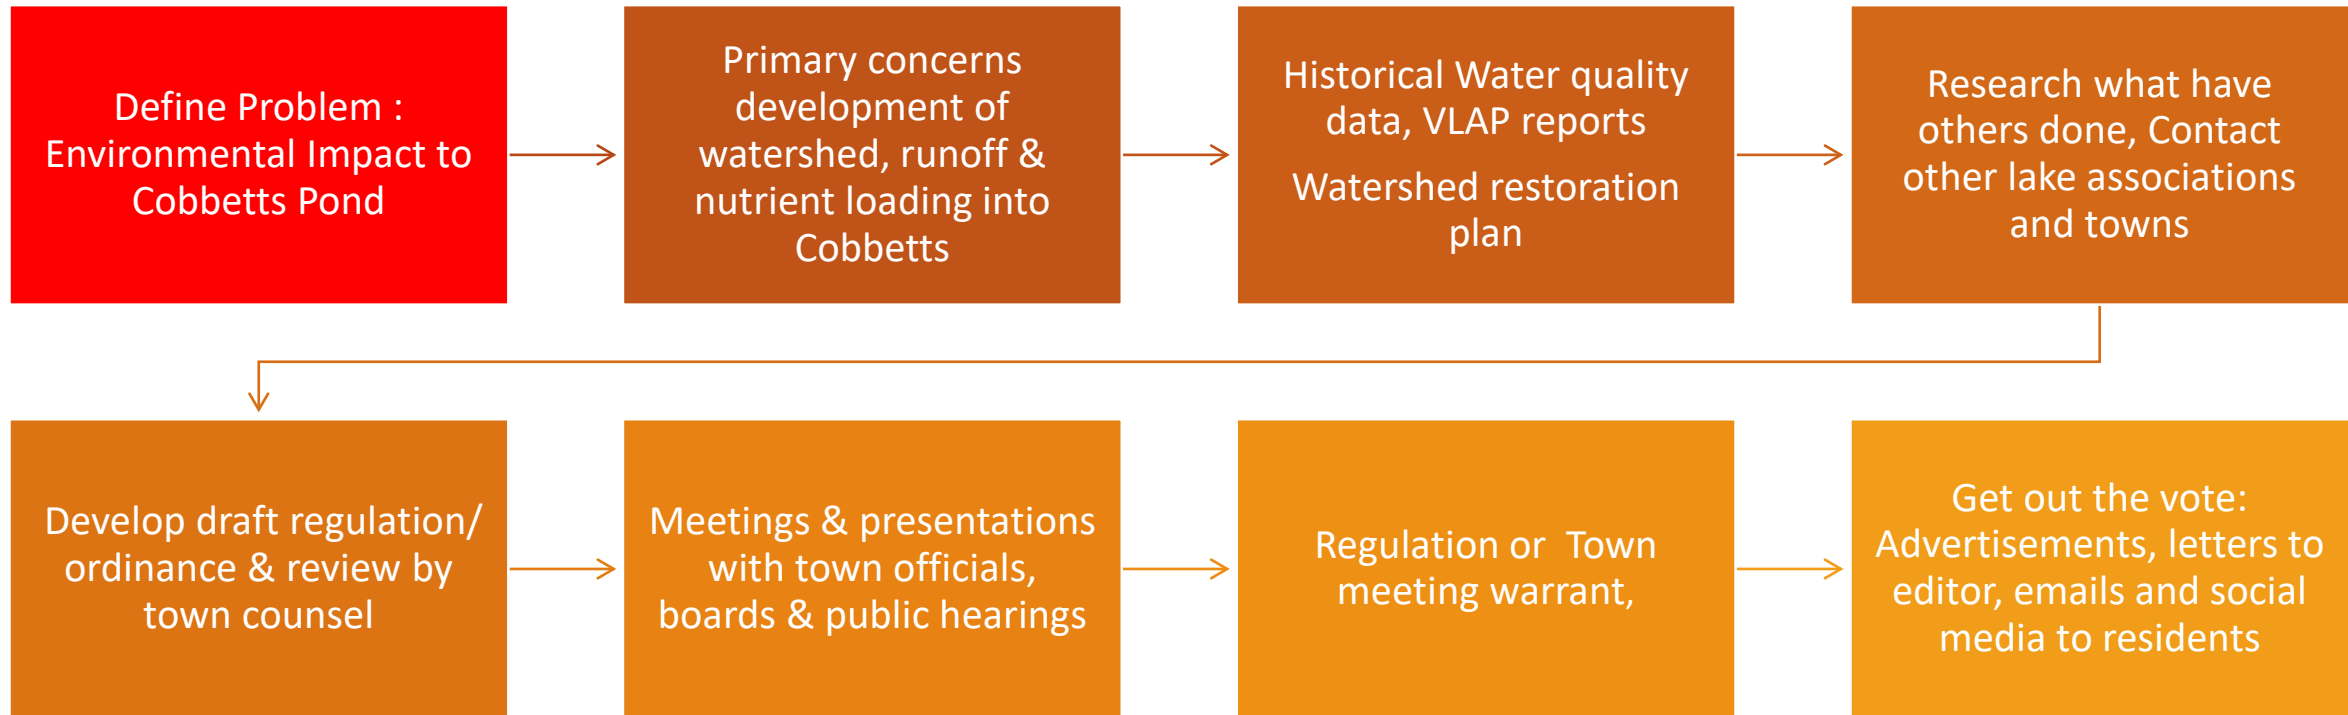 Define Problem :
Environmental Impact to
Cobbetts Pond
Primary concerns
development of
watershed, runoff &
nutrient loading into
Cobbetts
Historical Water quality
data, VLAP reports
Watershed restoration
plan
Research what have
others done, Contact
other lake associations
and towns
Develop draft regulation/
ordinance & review by
town counsel
Meetings & presentations
with town officials,
boards & public hearings
Regulation or  Town
meeting warrant,
Get out the vote:
Advertisements, letters to
editor, emails and social
media to residents